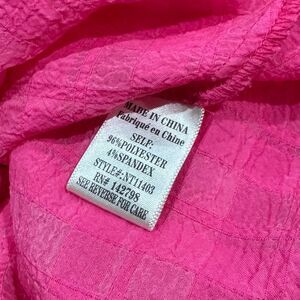 MADE IN CHINA
Fabriqué en Chine
SELF:
96%POLYESTER
4%SPANDEX
STYLE#:NT11403
RN# 142798
SEE REVERSE FOR CARE